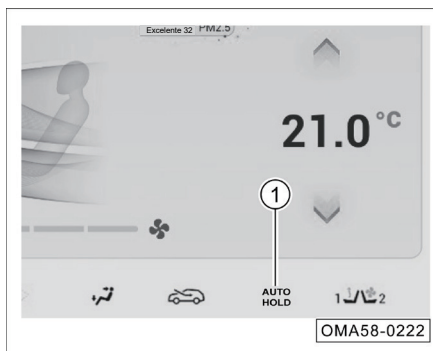 Excelente 32 PM2.5
21.0°C
1
AUTO
HOLD
1 2
OMA58-0222